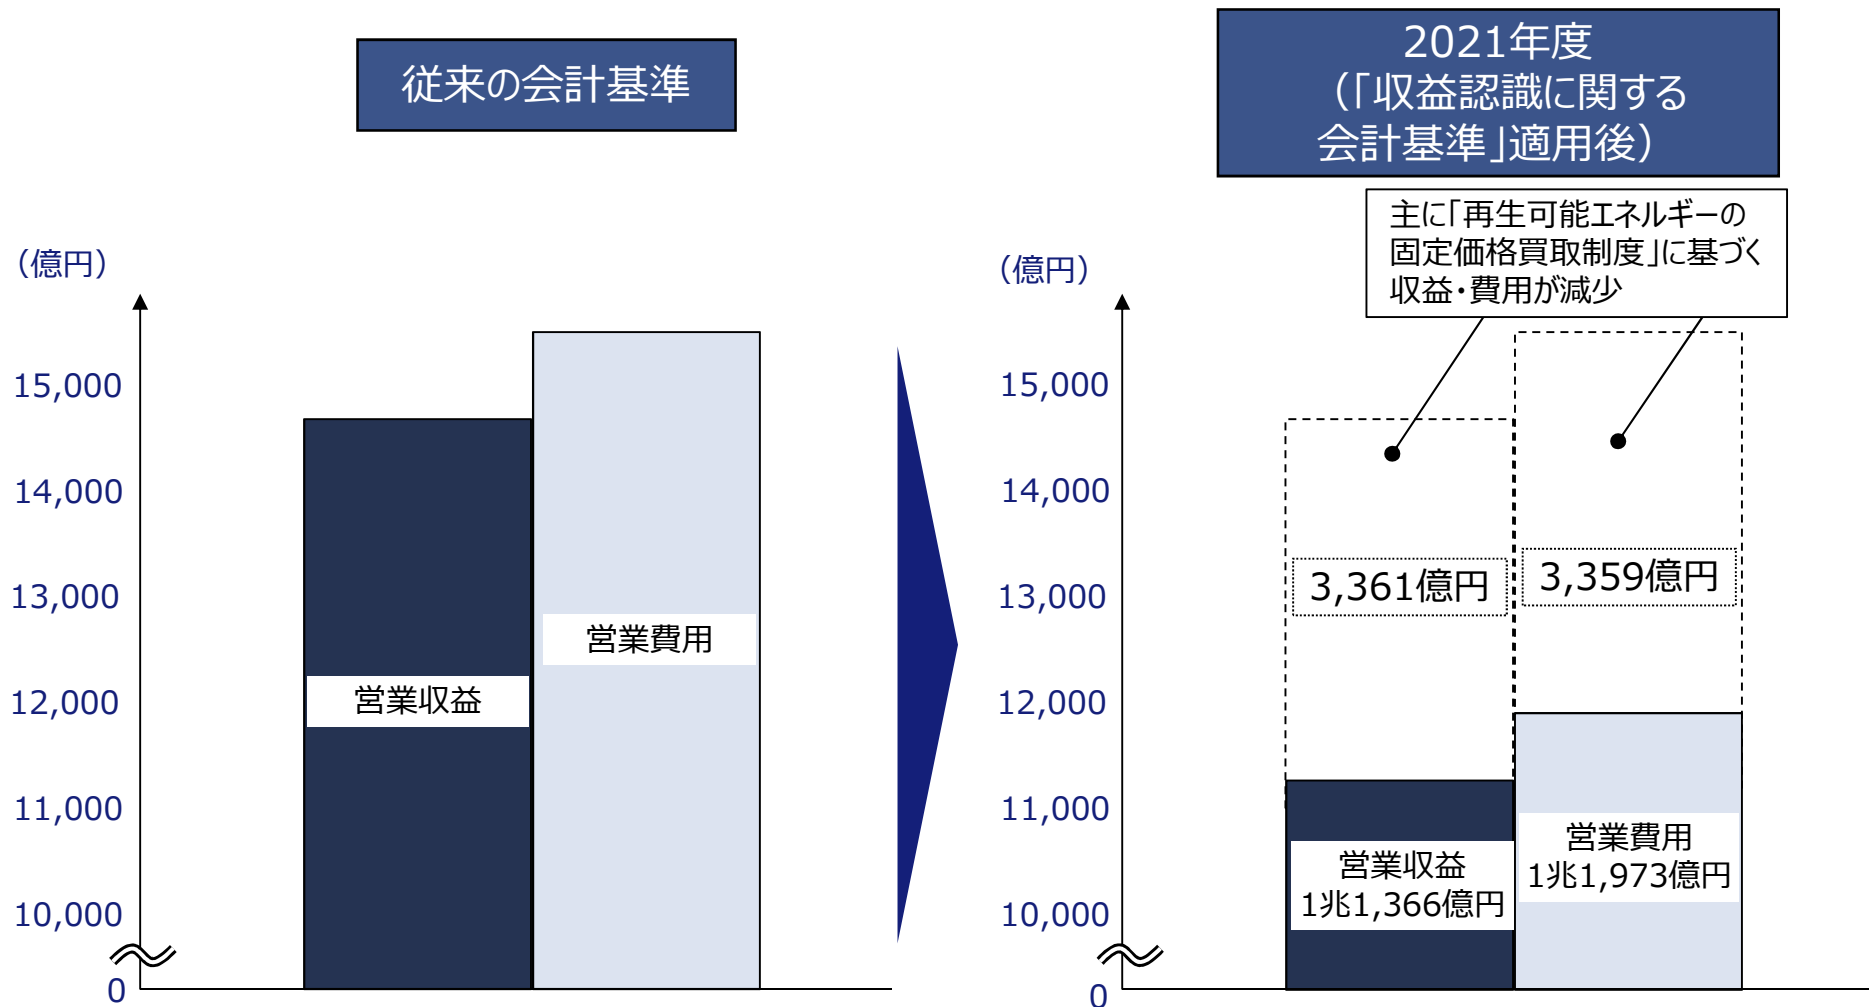 従来の会計基準
(億円)
15,000
14,000
13,000
12,000
11,000
10,000
0
営業収益
営業費用
2021年度
(「収益認識に関する
会計基準」適用後)
主に「再生可能エネルギーの
固定価格買取制度」に基づく
収益・費用が減少
(億円)
15,000
14,000
13,000
12,000
11,000
10,000
0
3,361億円
3,359億円
営業収益
1兆1,366億円
営業費用
1兆1,973億円